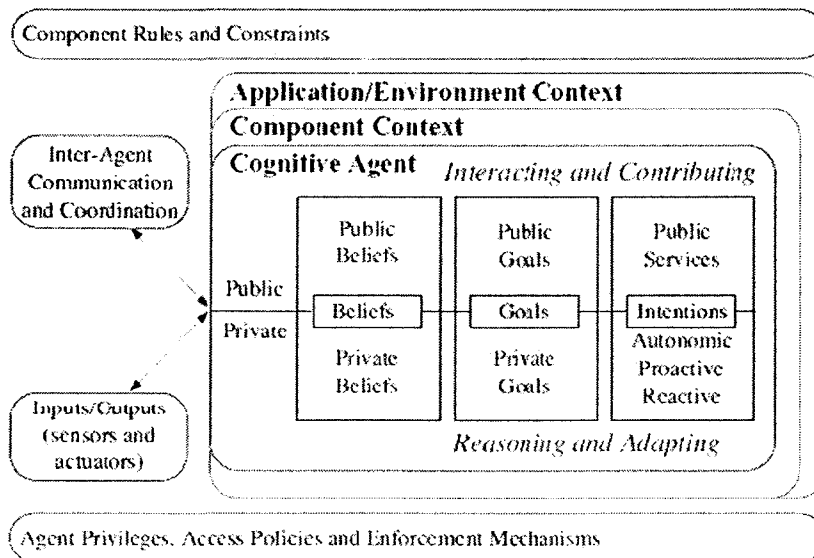 Component Rules and Constraints
Application/Environment Context
Component Context
Cognitive Agent
Interacting and Contributing
Inter-Agent
Communication
and Coordination
Public
Beliefs
Public
Goals
Public
Services
Public
Beliefs
Goals
Intentions
Private
Private
Beliefs
Private
Goals
Autonomic
Proactive
Reactive
Inputs/Outputs
(sensors and
actuators)
Reasoning and Adapting
Agent Privileges, Access Policies and Enforcement Mechanisms